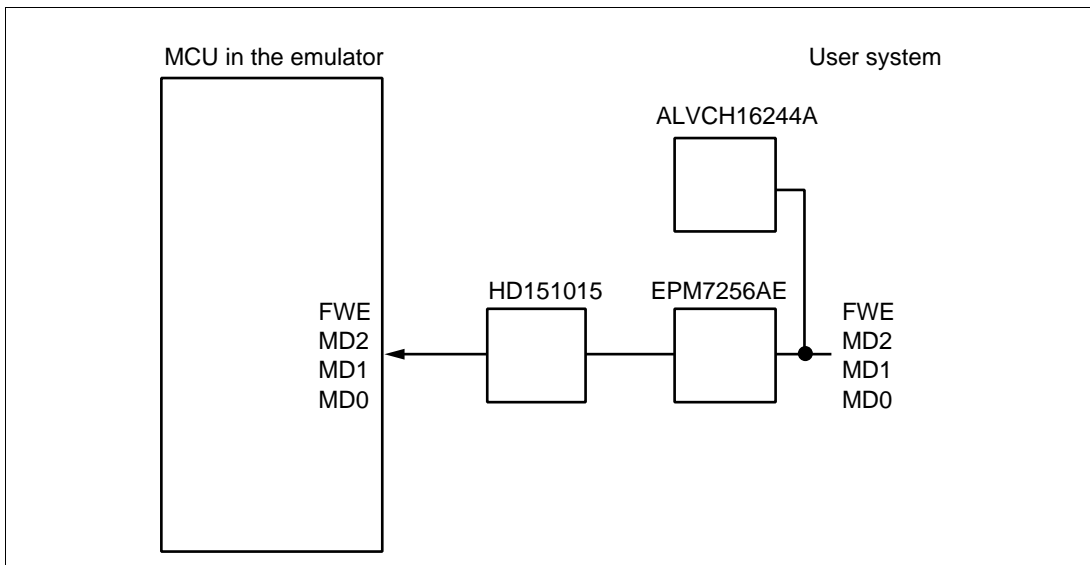 MCU in the emulator
User system
ALVCH16244A
HD151015
EPM7256AE
FWE
MD2
MD1
MD0
FWE
MD2
MD1
MD0